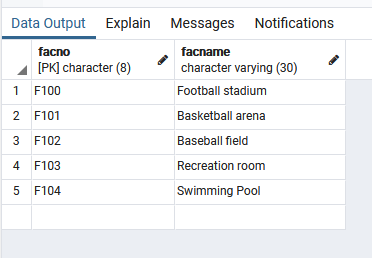 Data Output Explain Messages Notifications
facno facname
[PK] character (8) character varying (30)
1 F100 Football stadium
2 F101 Basketball arena
3 F102 Baseball field
4 F103 Recreation room
5 F104 Swimming Pool